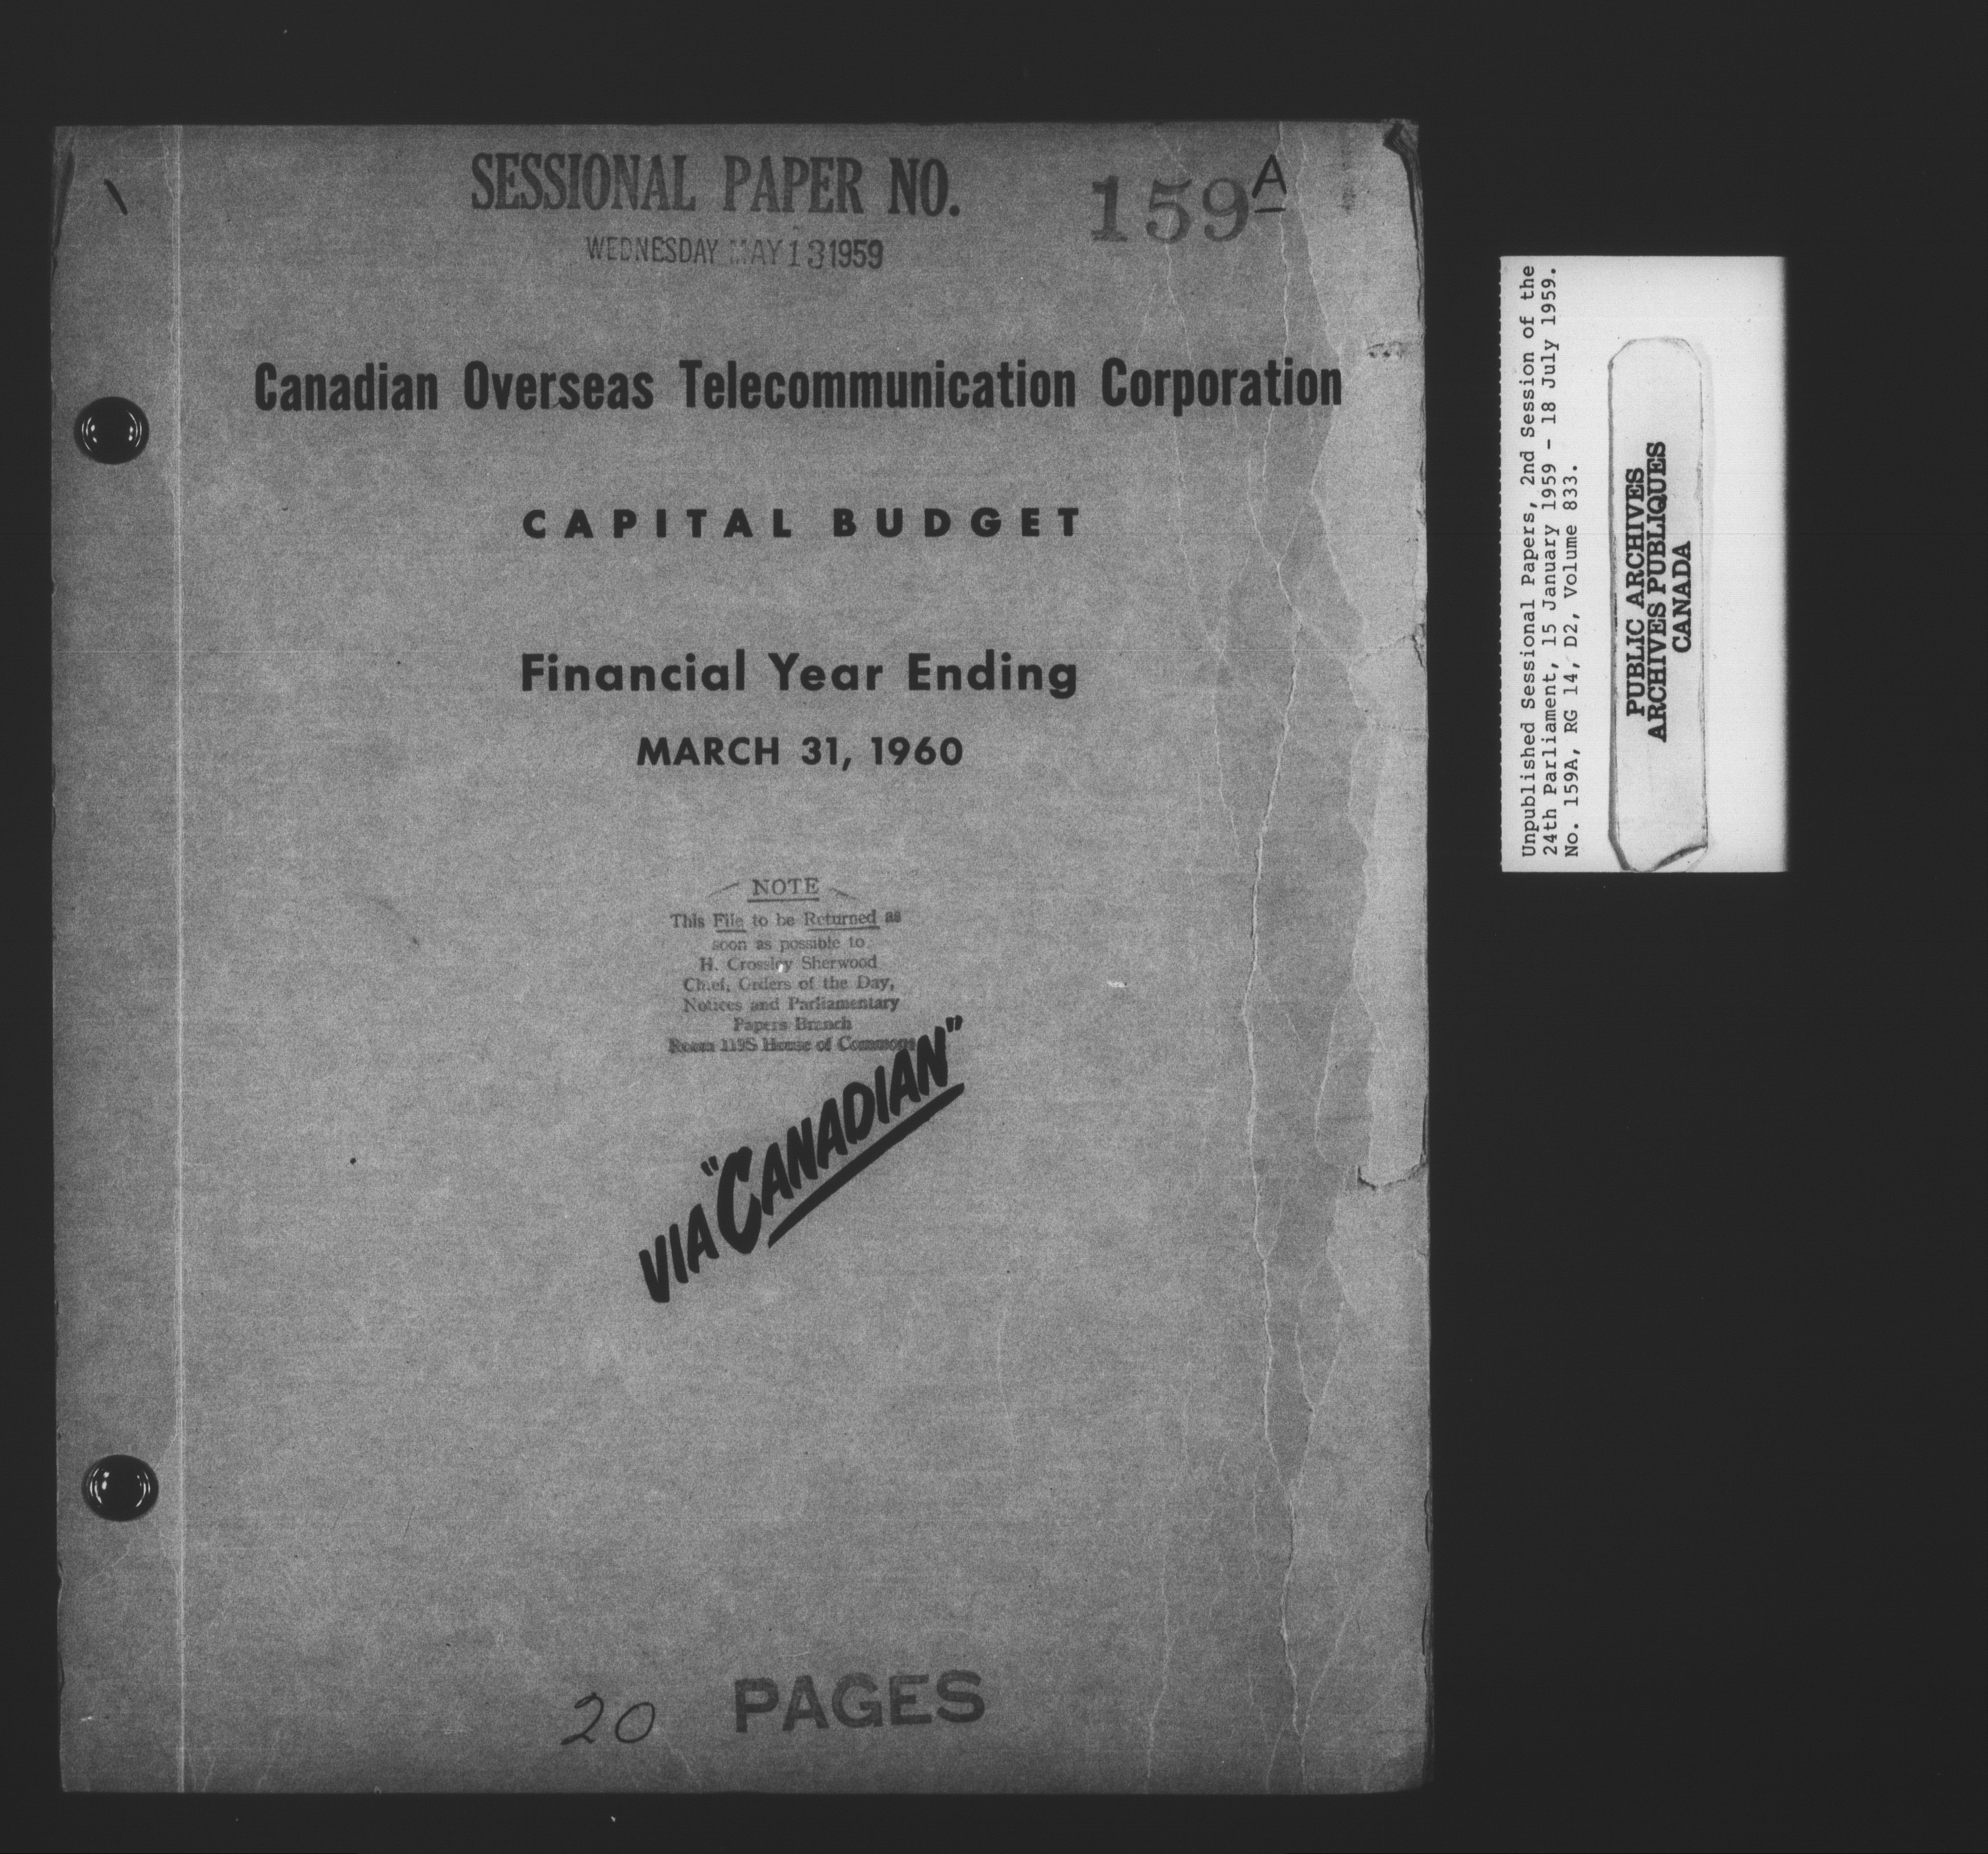 SESSIONAL PAPER NO. 159A
WEDNESDAY MAY 13 1959
Canadian Overseas Telecommunication Corporation
CAPITAL BUDGET
Financial Year Ending
MARCH 31, 1960
NOTE
This File to be Returned as
soon as possible to
H. Crossley Sherwood
Chief, Orders of the Day,
Notices and Parliamentary
Papers Branch
Room 119S House of Commons
VIA "CANADIAN"
20 PAGES
Unpublished Sessional Papers, 2nd Session of the
24th Parliament, 15 January 1959 - 18 July 1959.
No. 159A, RG 14, D2, Volume 833.
PUBLIC ARCHIVES
ARCHIVES PUBLIQUES
CANADA